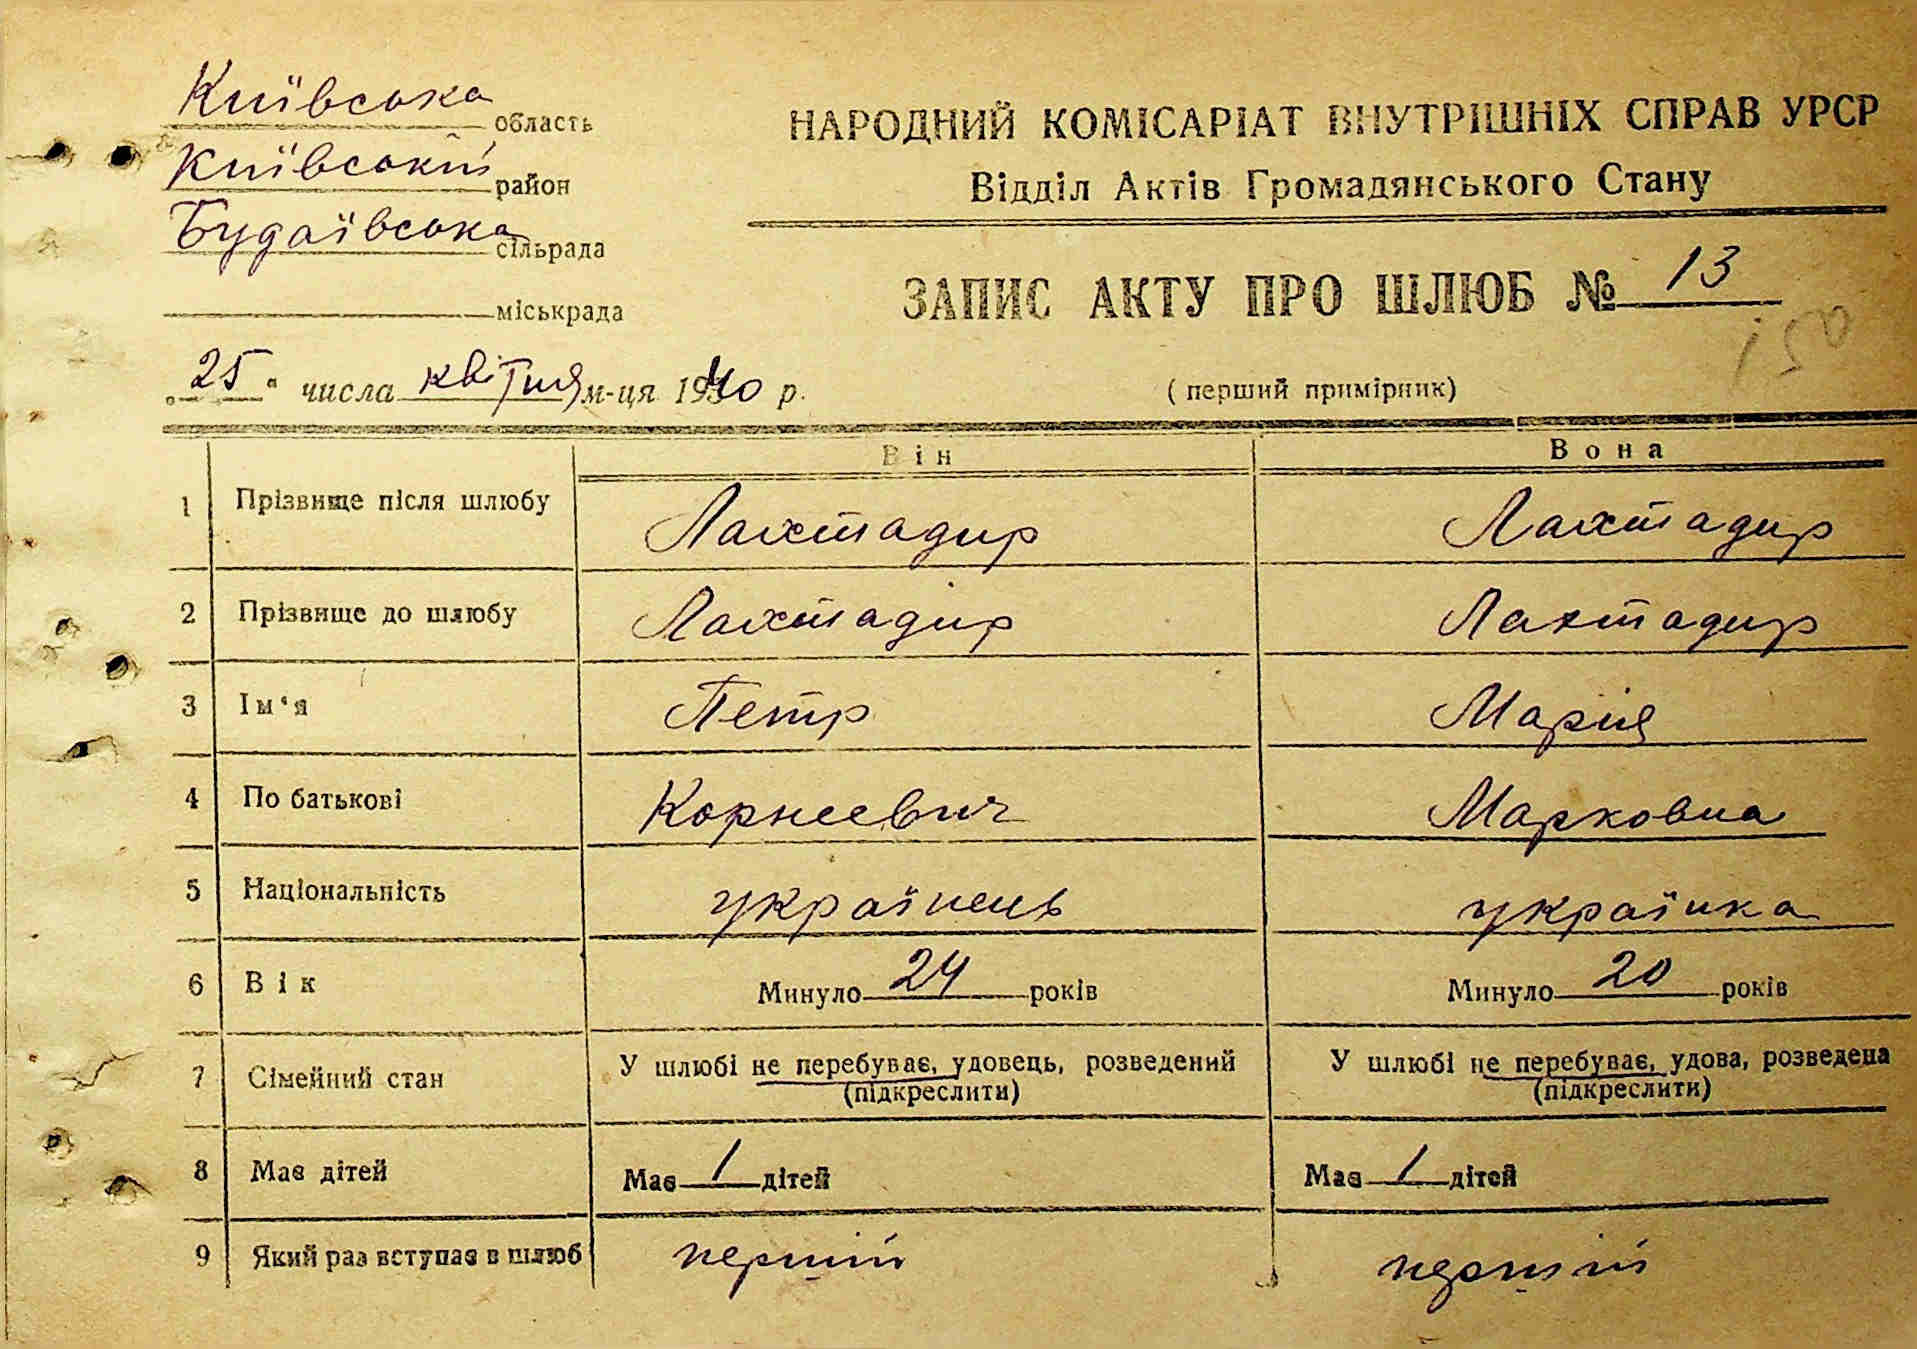 Київська область
Київський район
Будаївська сільрада
міськрада
НАРОДНИЙ КОМІСАРІАТ ВНУТРІШНІХ СПРАВ УРСР
Відділ Актів Громадянського Стану
ЗАПИС АКТУ ПРО ШЛЮБ № 13
150
„25“ числа квітня м-ця 1940 р.
(перший примірник)
Він Вона
1 Прізвище після шлюбу Лахтадир Лахтадир
2 Прізвище до шлюбу Лахтадир Лахтадир
3 Ім‘я Петр Марія
4 По батькові Корнеевич Марковна
5 Національність українець українка
6 Вік Минуло 24 років Минуло 20 років
7 Сімейний стан У шлюбі не перебуває, удовець, розведений У шлюбі не перебуває, удова, розведена
(підкреслити) (підкреслити)
8 Має дітей Має 1 дітей Має 1 дітей
9 Який раз вступає в шлюб перший перший